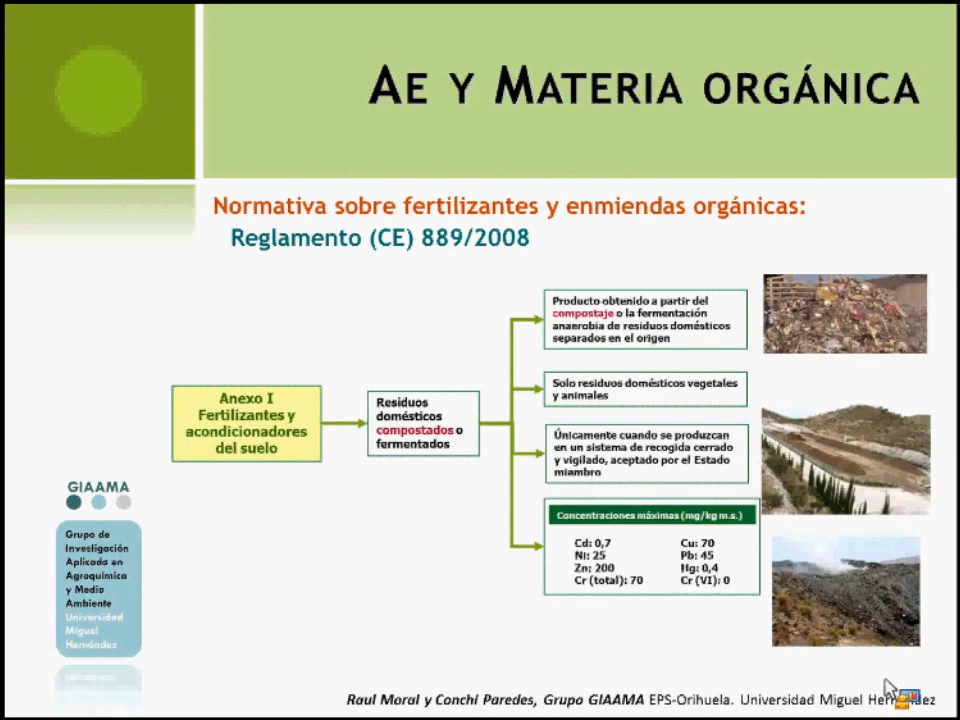 AE Y MATERIA ORGÁNICA
Normativa sobre fertilizantes y enmiendas orgánicas:
Reglamento (CE) 889/2008
Anexo I
Fertilizantes y
acondicionadores
del suelo
Residuos
domésticos
compostados o
fermentados
Producto obtenido a partir del
compostaje o la fermentación
anaerobia de residuos domésticos
separados en el origen
Solo residuos domésticos vegetales
y animales
Únicamente cuando se produzcan
en un sistema de recogida cerrado
y vigilado, aceptado por el Estado
miembro
Concentraciones máximas (mg/kg m.s.)
Cd: 0,7 Cu: 70
Ni: 25 Pb: 45
Zn: 200 Hg: 0,4
Cr (total): 70 Cr (VI): 0
GIAAMA
Grupo de
Investigación
Aplicada en
Agroquímica
y Medio
Ambiente
Universidad
Miguel
Hernández
Raul Moral y Conchi Paredes, Grupo GIAAMA EPS-Orihuela. Universidad Miguel Hernández